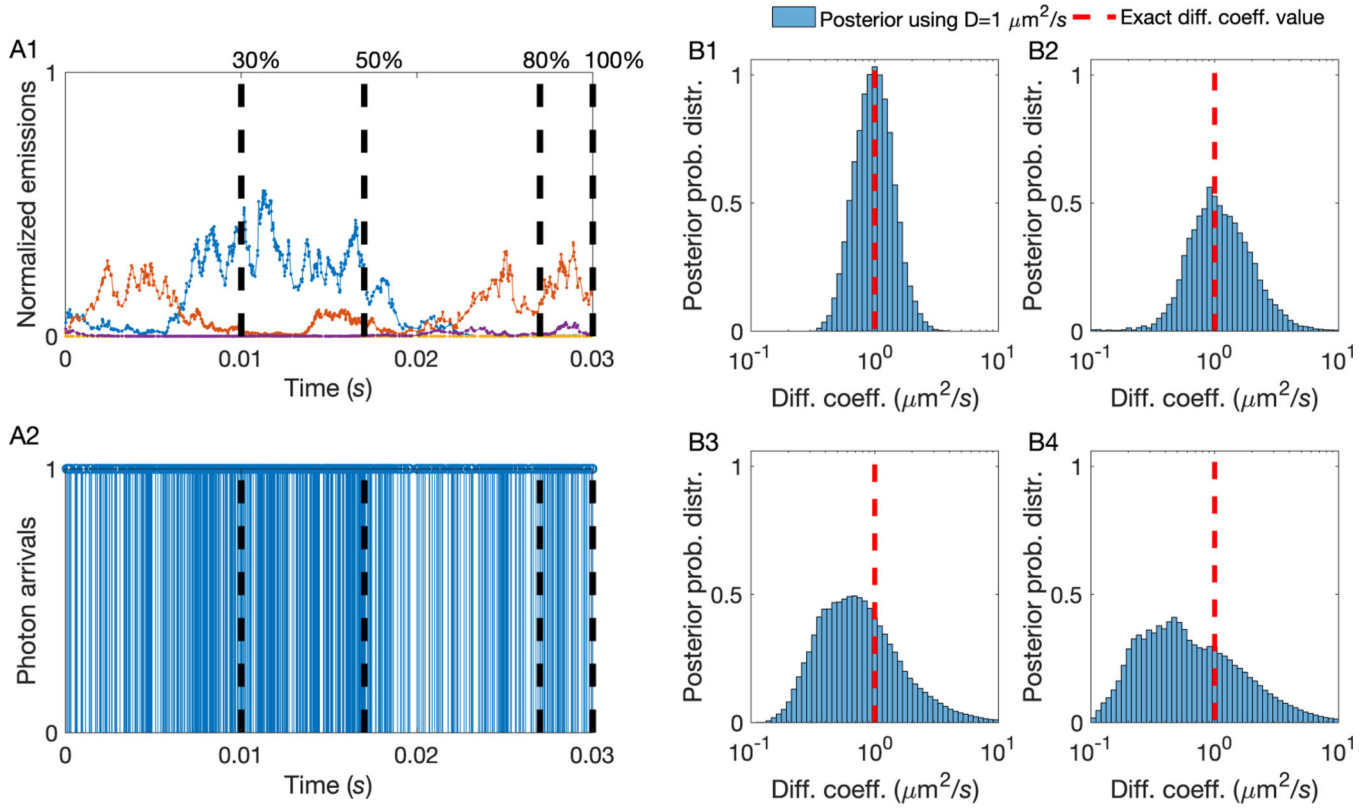 Posterior using D=1 μm²/s Exact diff. coeff. value
A1
30% 50% 80% 100%
1
Normalized emissions
0
0 0.01 0.02 0.03
Time (s)
A2
1
Photon arrivals
0
0 0.01 0.02 0.03
Time (s)
B1
1
Posterior prob. distr.
0.5
0
10⁻¹ 10⁰ 10¹
Diff. coeff. (μm²/s)
B2
1
Posterior prob. distr.
0.5
0
10⁻¹ 10⁰ 10¹
Diff. coeff. (μm²/s)
B3
1
Posterior prob. distr.
0.5
0
10⁻¹ 10⁰ 10¹
Diff. coeff. (μm²/s)
B4
1
Posterior prob. distr.
0.5
0
10⁻¹ 10⁰ 10¹
Diff. coeff. (μm²/s)